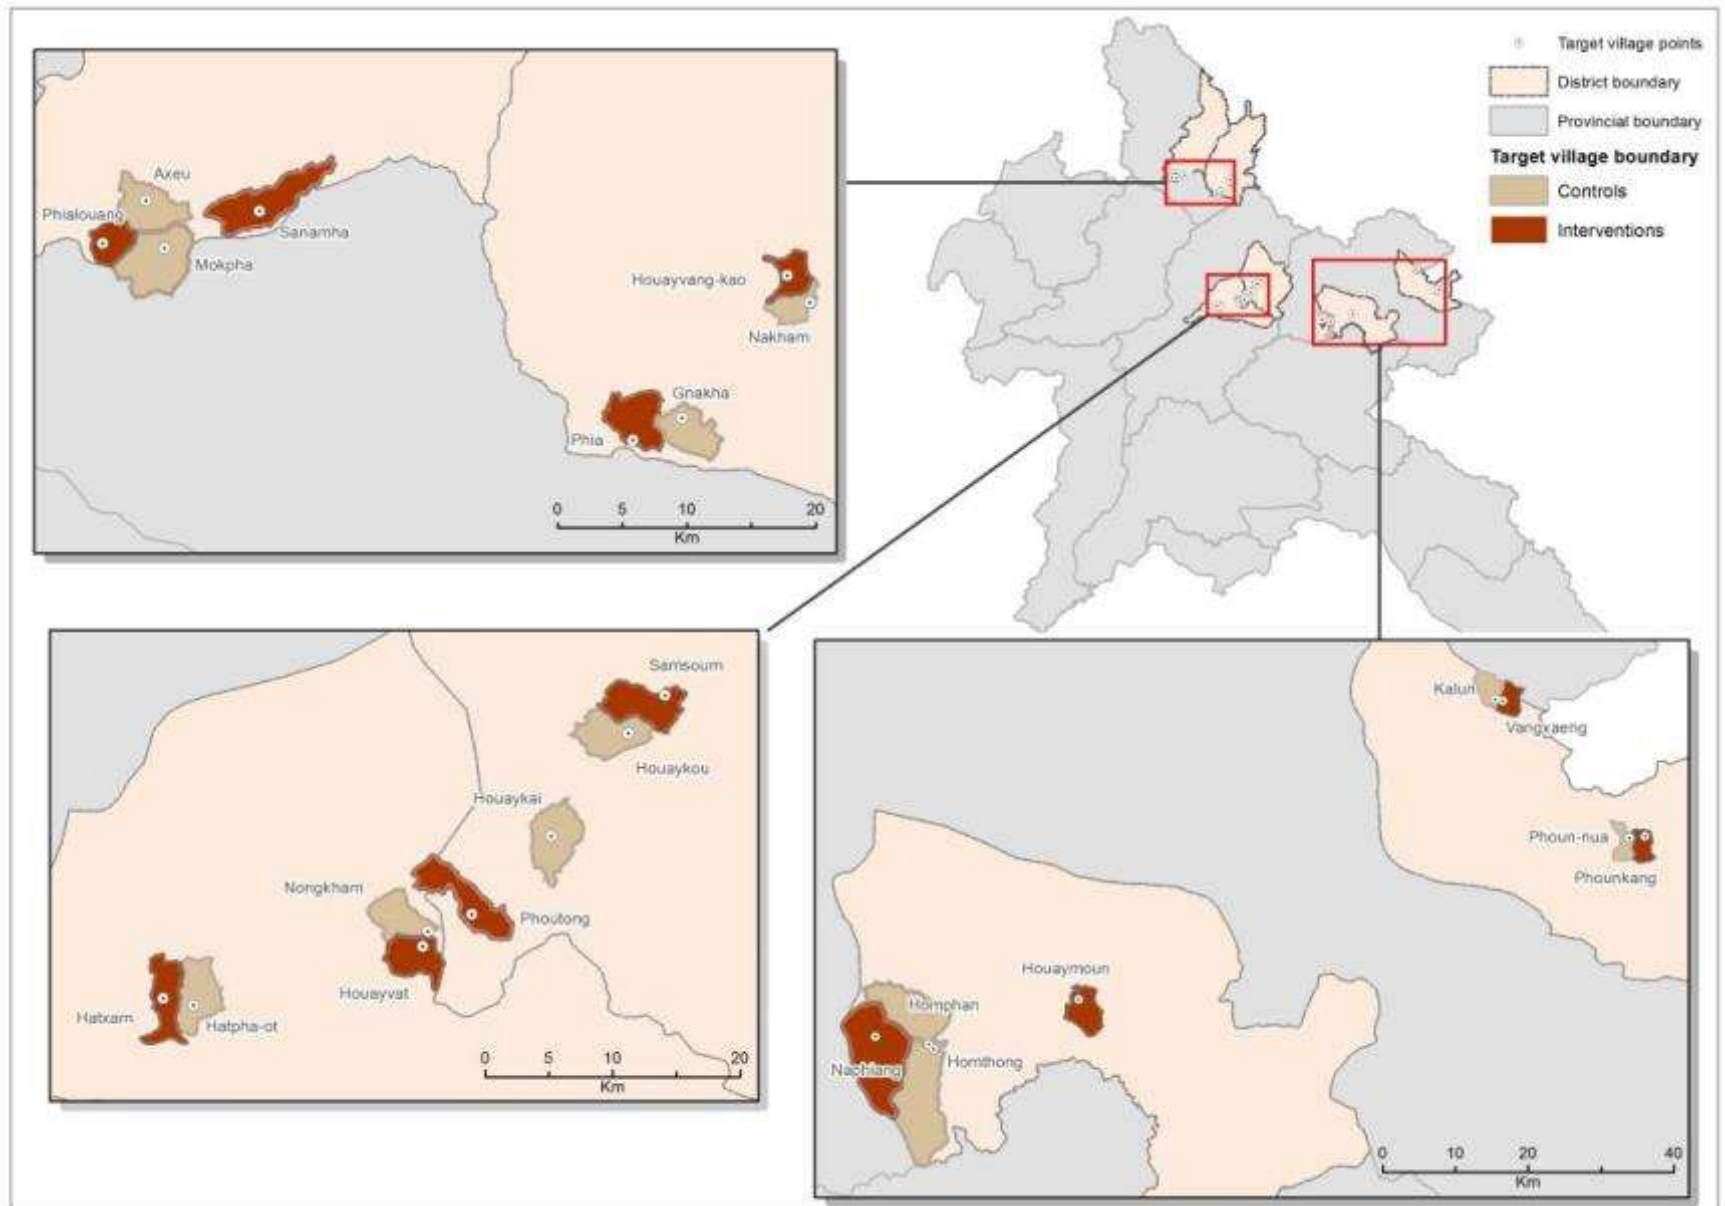 Target village points
District boundary
Provincial boundary
Target village boundary
Controls
Interventions
Axeu
Phialouang
Sanamha
Mokpha
Houayvang-kao
Nakham
Gnakha
Phia
0 5 10 20
Km
Samsoum
Houaykou
Houaykai
Nongkham
Phoutong
Houayvat
Hatxam
Hatpha-ot
0 5 10 20
Km
Kalun
Vangxaeng
Phoun-nua
Phounkang
Houaymoun
Homphan
Homthong
Naphiang
0 10 20 40
Km